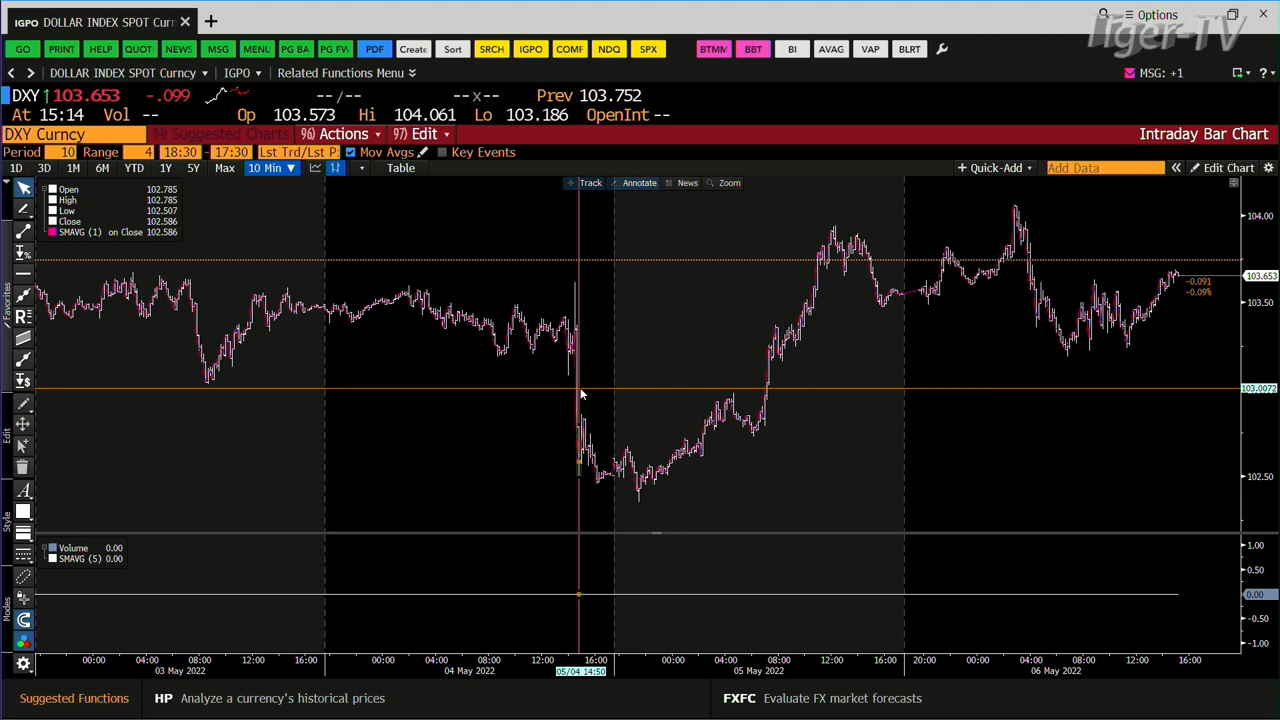 IGPO DOLLAR INDEX SPOT Curr
Options
Tiger-TV
GO PRINT HELP QUOT NEWS MSG MENU PG BA PG FW PDF Create Sort SRCH IGPO COMF NDQ SPX BTMM BBT BI AVAG VAP BLRT
DOLLAR INDEX SPOT Curncy IGPO Related Functions Menu MSG: +1 ?
DXY 103.653 -.099 --/-- --x-- Prev 103.752
At 15:14 Vol -- Op 103.573 Hi 104.061 Lo 103.186 OpenInt --
DXY Curncy 94) Suggested Charts 96) Actions 97) Edit Intraday Bar Chart
Period 10 Range 4 18:30 - 17:30 Lst Trd/Lst P Mov Avgs Key Events
1D 3D 1M 6M YTD 1Y 5Y Max 10 Min Table + Quick-Add Add Data « Edit Chart
Track Annotate News Zoom
Open 102.785
High 102.785
Low 102.507
Close 102.586
SMAVG (1) on Close 102.586
104.00
103.653
-0.091
-0.09%
103.50
103.0072
102.50
Favorites
Edit
Style
Modes
Volume 0.00
SMAVG (5) 0.00
1.00
0.50
0.00
-0.50
-1.00
00:00 04:00 08:00 12:00 16:00 00:00 04:00 08:00 12:00 16:00 00:00 04:00 08:00 12:00 16:00 20:00 00:00 04:00 08:00 12:00 16:00
03 May 2022 04 May 2022 05/04 14:50 05 May 2022 06 May 2022
Suggested Functions HP Analyze a currency's historical prices FXFC Evaluate FX market forecasts